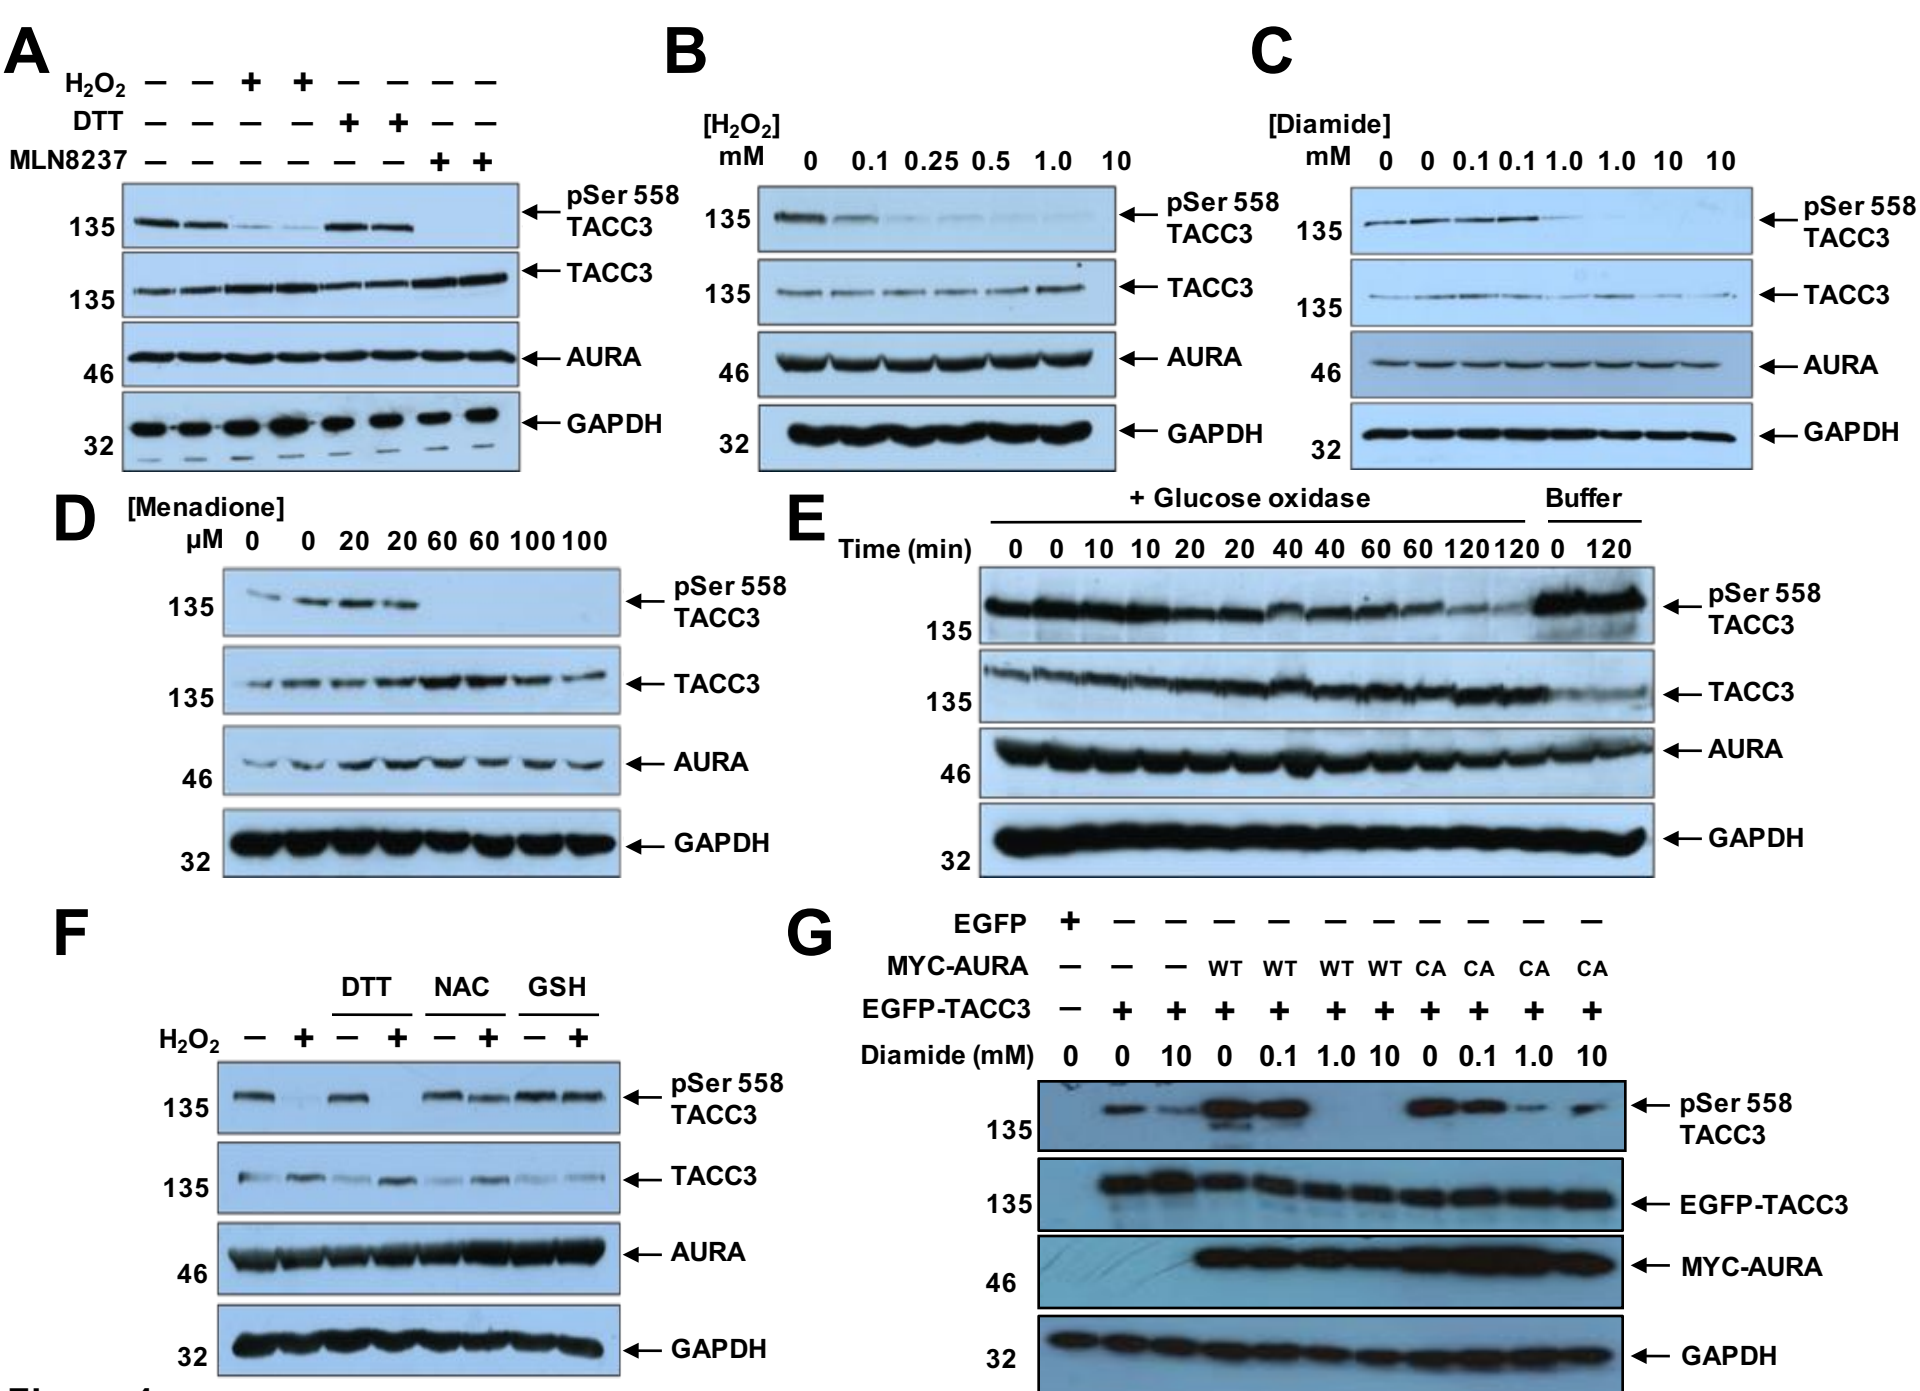 A
H2O2 – – + + – – – –
DTT – – – – + + – –
MLN8237 – – – – – – + +
135
pSer 558
TACC3
135
TACC3
46
AURA
32
GAPDH
B
[H2O2]
mM 0 0.1 0.25 0.5 1.0 10
135
pSer 558
TACC3
135
TACC3
46
AURA
32
GAPDH
C
[Diamide]
mM 0 0 0.1 0.1 1.0 1.0 10 10
135
pSer 558
TACC3
135
TACC3
46
AURA
32
GAPDH
D
[Menadione]
µM 0 0 20 20 60 60 100 100
135
pSer 558
TACC3
135
TACC3
46
AURA
32
GAPDH
E
+ Glucose oxidase Buffer
Time (min) 0 0 10 10 20 20 40 40 60 60 120 120 0 120
135
pSer 558
TACC3
135
TACC3
46
AURA
32
GAPDH
F
DTT NAC GSH
H2O2 – + – + – + – +
135
pSer 558
TACC3
135
TACC3
46
AURA
32
GAPDH
G
EGFP + – – – – – – – – – –
MYC-AURA – – – WT WT WT WT CA CA CA CA
EGFP-TACC3 – + + + + + + + + + +
Diamide (mM) 0 0 10 0 0.1 1.0 10 0 0.1 1.0 10
135
pSer 558
TACC3
135
EGFP-TACC3
46
MYC-AURA
32
GAPDH